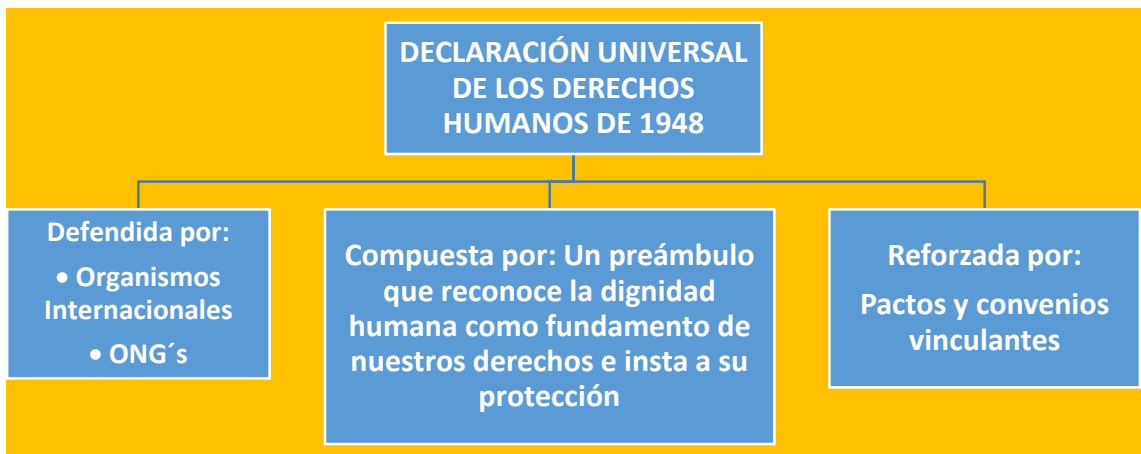 DECLARACIÓN UNIVERSAL
DE LOS DERECHOS
HUMANOS DE 1948
Defendida por:
• Organismos
Internacionales
• ONG´s
Compuesta por: Un preámbulo
que reconoce la dignidad
humana como fundamento de
nuestros derechos e insta a su
protección
Reforzada por:
Pactos y convenios
vinculantes